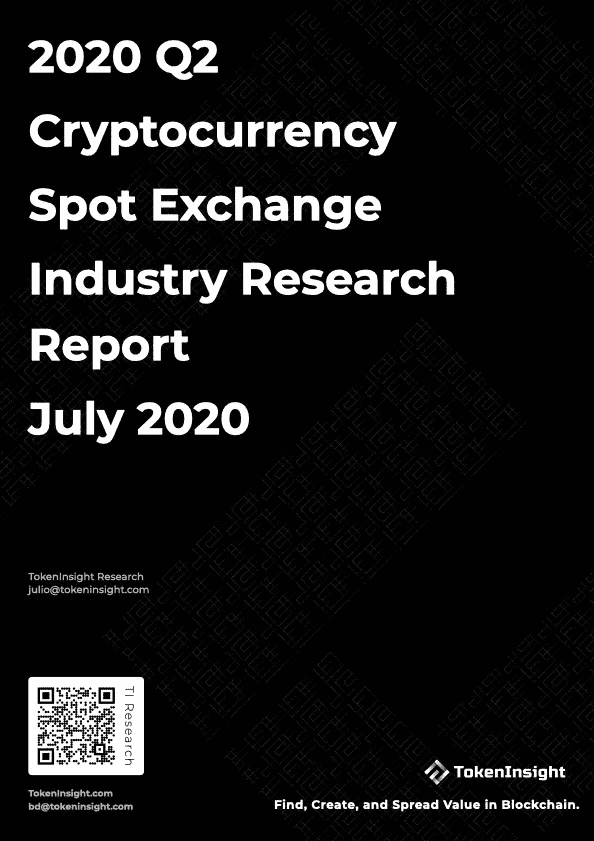 2020 Q2
Cryptocurrency
Spot Exchange
Industry Research
Report
July 2020
TokenInsight Research
julio@tokeninsight.com
TI Research
TokenInsight.com
bd@tokeninsight.com
TokenInsight
Find, Create, and Spread Value in Blockchain.